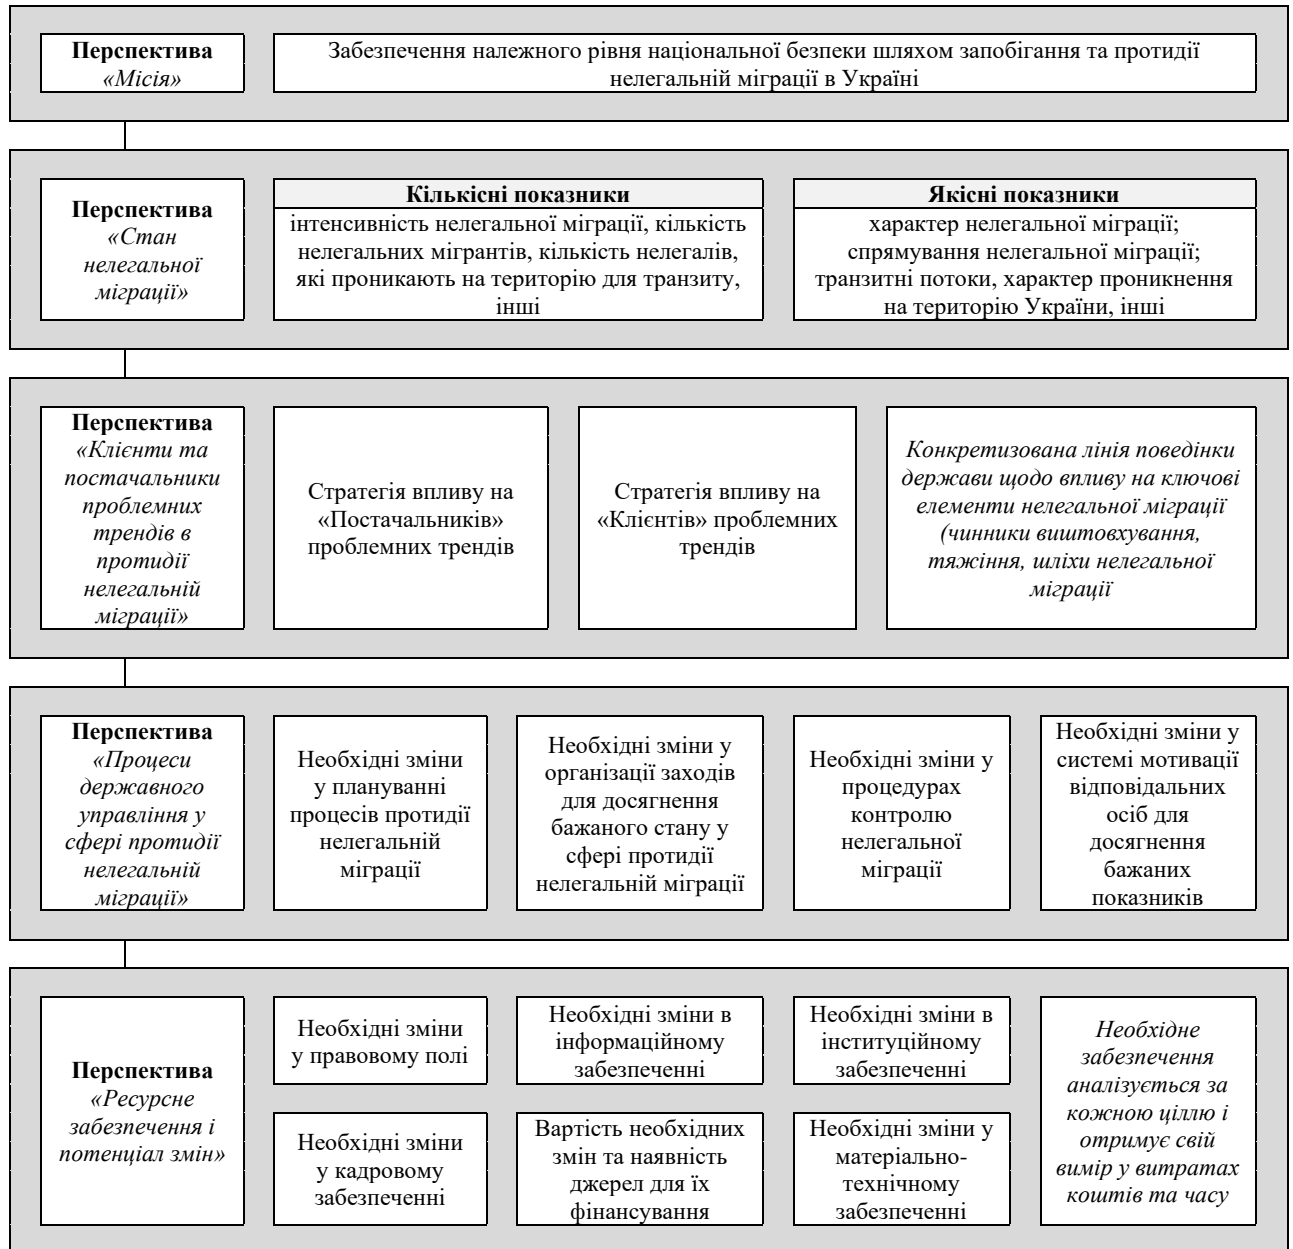 Перспектива
«Місія»
Забезпечення належного рівня національної безпеки шляхом запобігання та протидії
нелегальній міграції в Україні
Перспектива
«Стан
нелегальної
міграції»
Кількісні показники
інтенсивність нелегальної міграції, кількість
нелегальних мігрантів, кількість нелегалів,
які проникають на територію для транзиту,
інші
Якісні показники
характер нелегальної міграції;
спрямування нелегальної міграції;
транзитні потоки, характер проникнення
на територію України, інші
Перспектива
«Клієнти та
постачальники
проблемних
трендів в
протидії
нелегальній
міграції»
Стратегія впливу на
«Постачальників»
проблемних трендів
Стратегія впливу на
«Клієнтів» проблемних
трендів
Конкретизована лінія поведінки
держави щодо впливу на ключові
елементи нелегальної міграції
(чинники виштовхування,
тяжіння, шліхи нелегальної
міграції
Перспектива
«Процеси
державного
управління у
сфері протидії
нелегальній
міграції»
Необхідні зміни
у плануванні
процесів протидії
нелегальній
міграції
Необхідні зміни у
організації заходів
для досягнення
бажаного стану у
сфері протидії
нелегальній міграції
Необхідні зміни у
процедурах
контролю
нелегальної
міграції
Необхідні зміни у
системі мотивації
відповідальних
осіб для
досягнення
бажаних
показників
Перспектива
«Ресурсне
забезпечення і
потенціал змін»
Необхідні зміни
у правовому полі
Необхідні зміни в
інформаційному
забезпеченні
Необхідні зміни в
інституційному
забезпеченні
Необхідні зміни
у кадровому
забезпеченні
Вартість необхідних
змін та наявність
джерел для їх
фінансування
Необхідні зміни у
матеріально-
технічному
забезпеченні
Необхідне
забезпечення
аналізується за
кожною ціллю і
отримує свій
вимір у витратах
коштів та часу